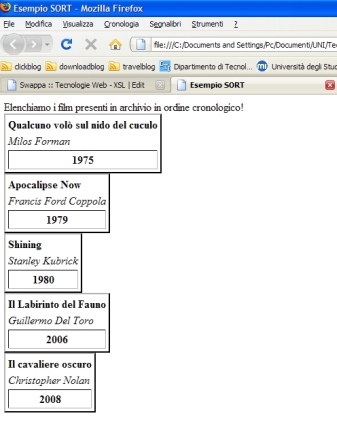 Esempio SORT - Mozilla Firefox
File Modifica Visualizza Cronologia Segnalibri Strumenti ?
file:///C:/Documents and Settings/Pc/Documenti/UNI/Te
clickblog downloadblog travelblog Dipartimento di Tecnol... Università degli Stud
Swappa :: Tecnologie Web - XSL | Edit Esempio SORT
Elenchiamo i film presenti in archivio in ordine cronologico!
Qualcuno volò sul nido del cuculo
Milos Forman
1975
Apocalipse Now
Francis Ford Coppola
1979
Shining
Stanley Kubrick
1980
Il Labirinto del Fauno
Guillermo Del Toro
2006
Il cavaliere oscuro
Christopher Nolan
2008